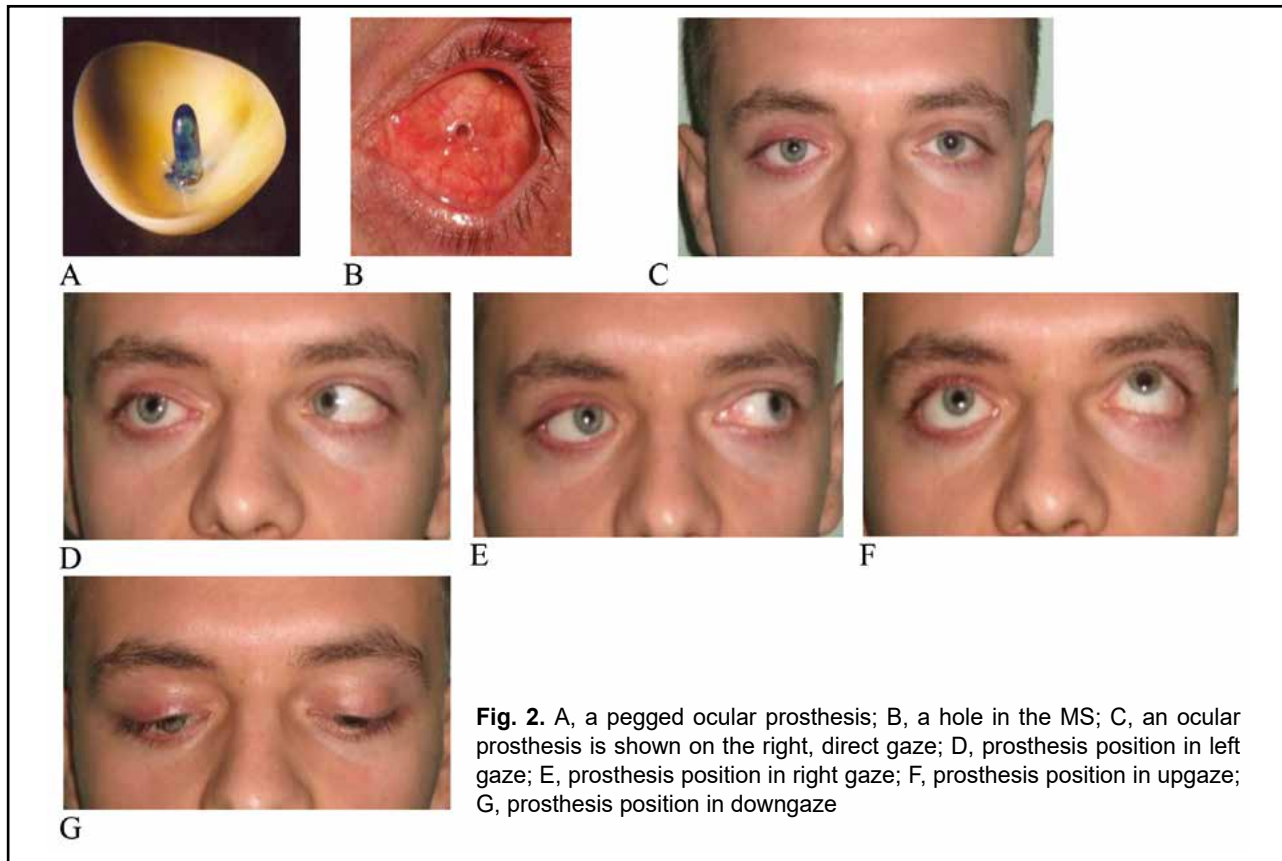 A
B
C
D
E
F
G
Fig. 2. A, a pegged ocular prosthesis; B, a hole in the MS; C, an ocular
prosthesis is shown on the right, direct gaze; D, prosthesis position in left
gaze; E, prosthesis position in right gaze; F, prosthesis position in upgaze;
G, prosthesis position in downgaze